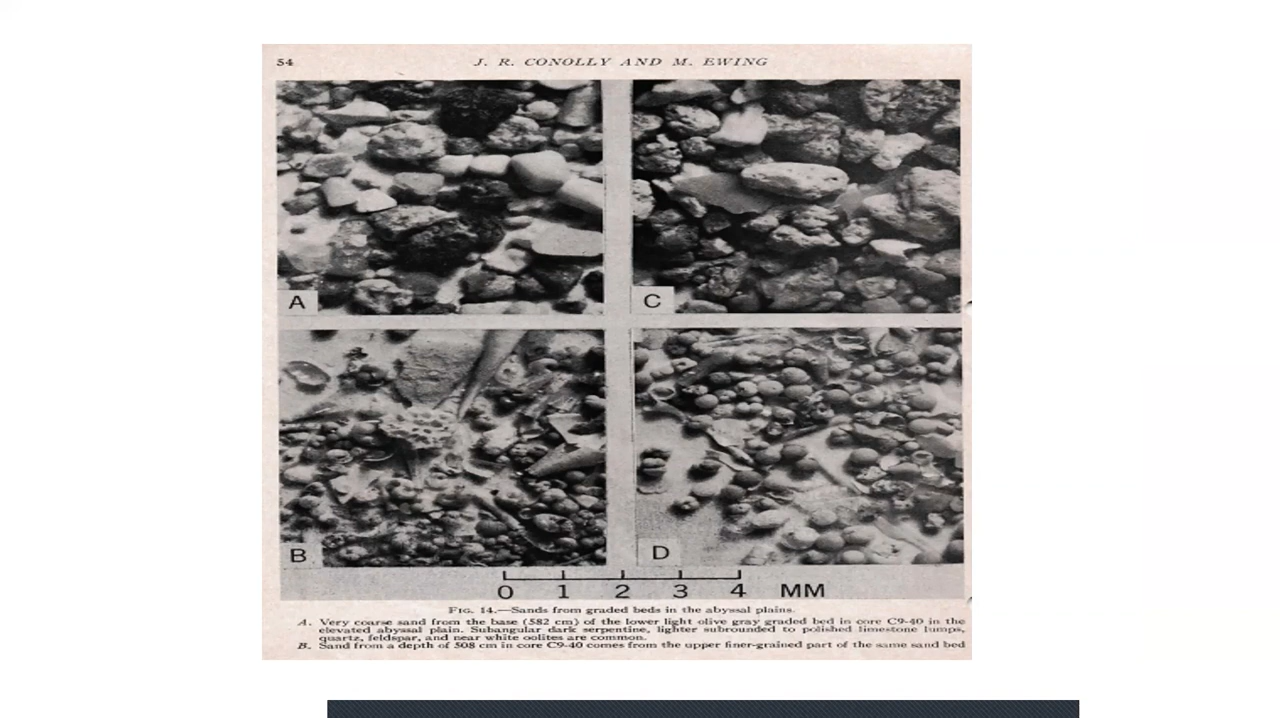 54
J. R. CONOLLY AND M. EWING
A
C
B
D
0 1 2 3 4 MM
FIG. 14.—Sands from graded beds in the abyssal plains.
A. Very coarse sand from the base (582 cm) of the lower light olive gray graded bed in core C9-40 in the
elevated abyssal plain. Subangular dark serpentine, lighter subrounded to polished limestone lumps,
quartz, feldspar, and near white oolites are common.
B. Sand from a depth of 508 cm in core C9-40 comes from the upper finer-grained part of the same sand bed